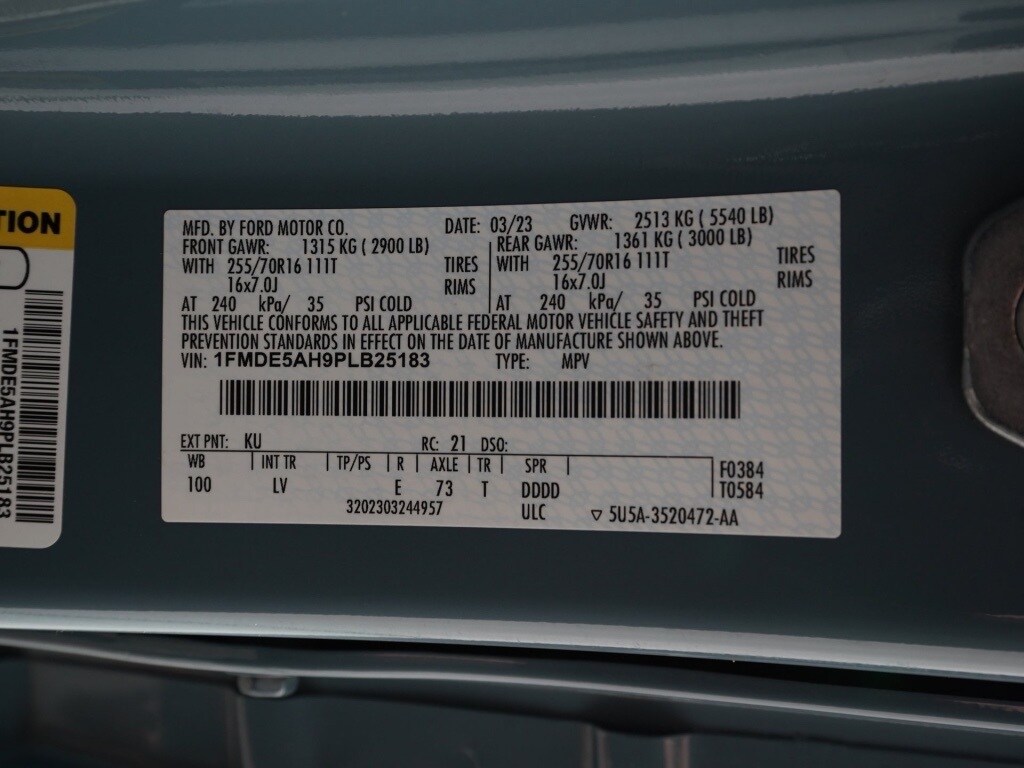 TION
1FMDE5AH9PLB25183
MFD. BY FORD MOTOR CO. DATE: 03/23 GVWR: 2513 KG ( 5540 LB)
FRONT GAWR: 1315 KG ( 2900 LB) REAR GAWR: 1361 KG ( 3000 LB)
WITH 255/70R16 111T TIRES WITH 255/70R16 111T TIRES
16x7.0J RIMS 16x7.0J RIMS
AT 240 kPa/ 35 PSI COLD AT 240 kPa/ 35 PSI COLD
THIS VEHICLE CONFORMS TO ALL APPLICABLE FEDERAL MOTOR VEHICLE SAFETY AND THEFT
PREVENTION STANDARDS IN EFFECT ON THE DATE OF MANUFACTURE SHOWN ABOVE.
VIN: 1FMDE5AH9PLB25183 TYPE: MPV
EXT PNT: KU RC: 21 DSO:
WB INT TR TP/PS R AXLE TR SPR F0384
100 LV E 73 T DDDD T0584
3202303244957 ULC ▽ 5U5A-3520472-AA